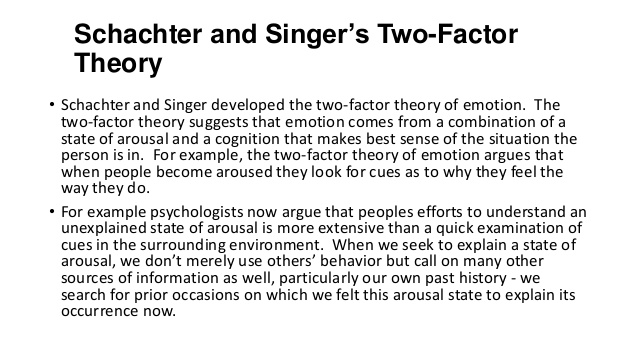 Schachter and Singer’s Two-Factor
Theory
• Schachter and Singer developed the two-factor theory of emotion.  The
two-factor theory suggests that emotion comes from a combination of a
state of arousal and a cognition that makes best sense of the situation the
person is in.  For example, the two-factor theory of emotion argues that
when people become aroused they look for cues as to why they feel the
way they do.
• For example psychologists now argue that peoples efforts to understand an
unexplained state of arousal is more extensive than a quick examination of
cues in the surrounding environment.  When we seek to explain a state of
arousal, we don’t merely use others’ behavior but call on many other
sources of information as well, particularly our own past history - we
search for prior occasions on which we felt this arousal state to explain its
occurrence now.